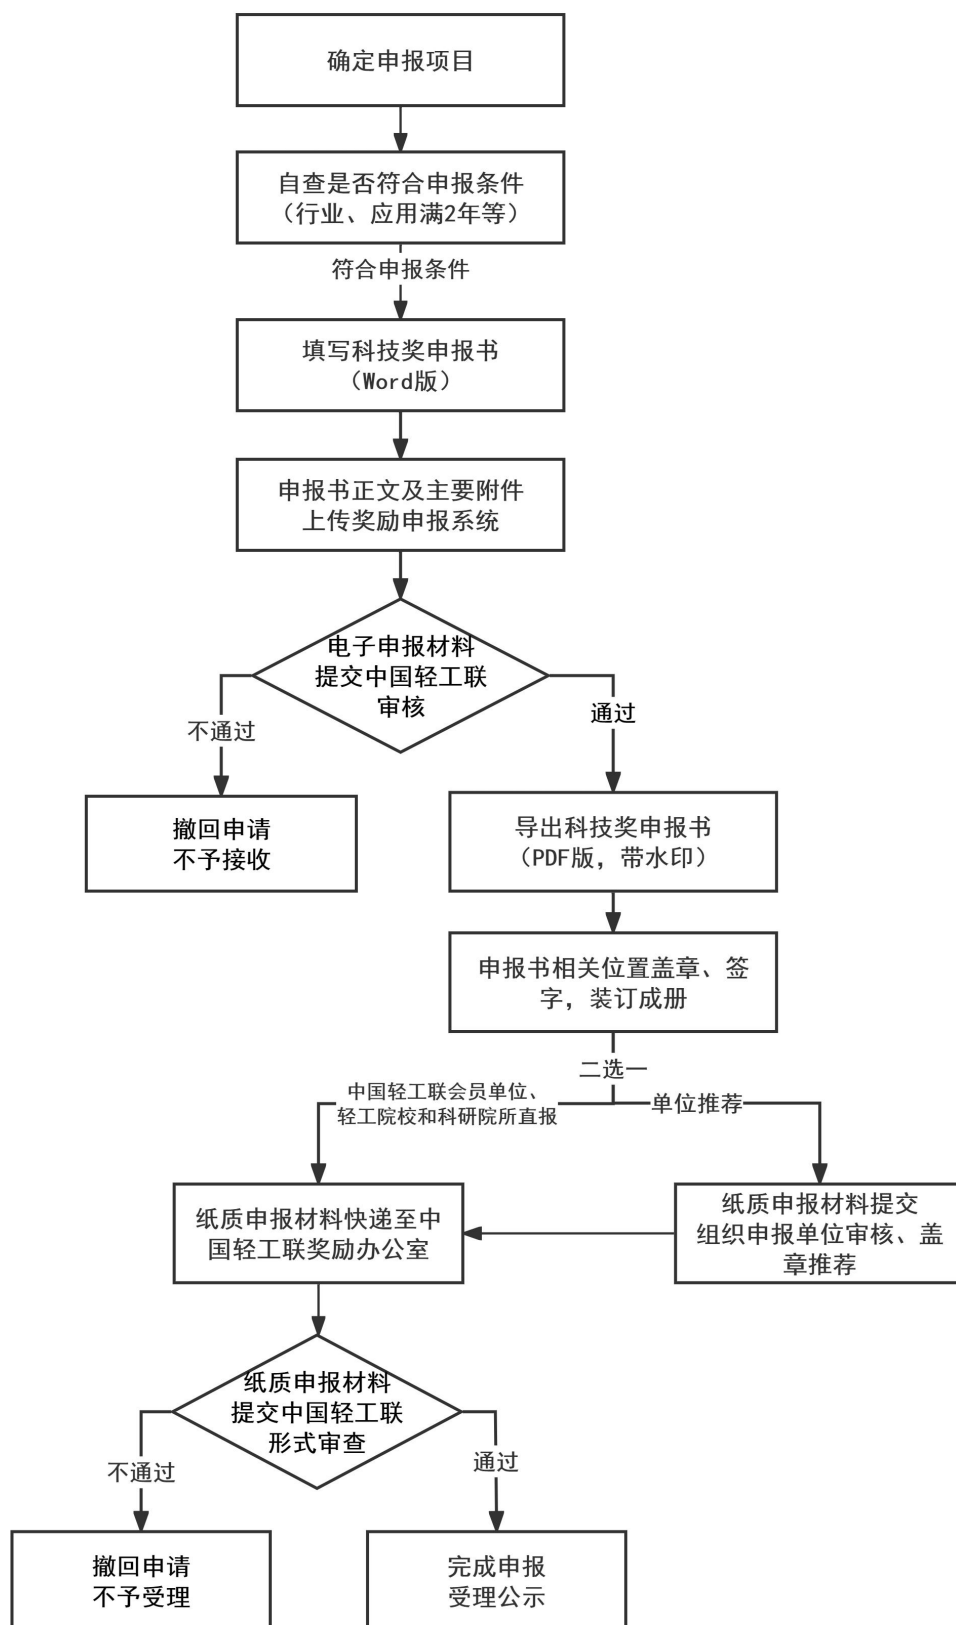 确定申报项目
自查是否符合申报条件
（行业、应用满2年等）
符合申报条件
填写科技奖申报书
（Word版）
申报书正文及主要附件
上传奖励申报系统
电子申报材料
提交中国轻工联
审核
不通过
通过
撤回申请
不予接收
导出科技奖申报书
（PDF版，带水印）
申报书相关位置盖章、签
字，装订成册
二选一
中国轻工联会员单位、
轻工院校和科研院所直报
单位推荐
纸质申报材料快递至中
国轻工联奖励办公室
纸质申报材料提交
组织申报单位审核、盖
章推荐
纸质申报材料
提交中国轻工联
形式审查
不通过
通过
撤回申请
不予受理
完成申报
受理公示